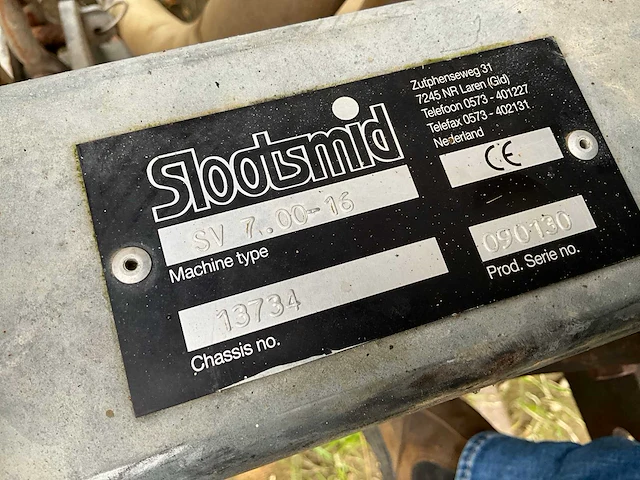 Slootsmid
Zutphenseweg 31
7245 NR Laren (Gld)
Telefoon 0573 - 401227
Telefax 0573 - 402131
Nederland
CE
SV 7.00-16
Machine type
090130
Prod. Serie no.
13734
Chassis no.